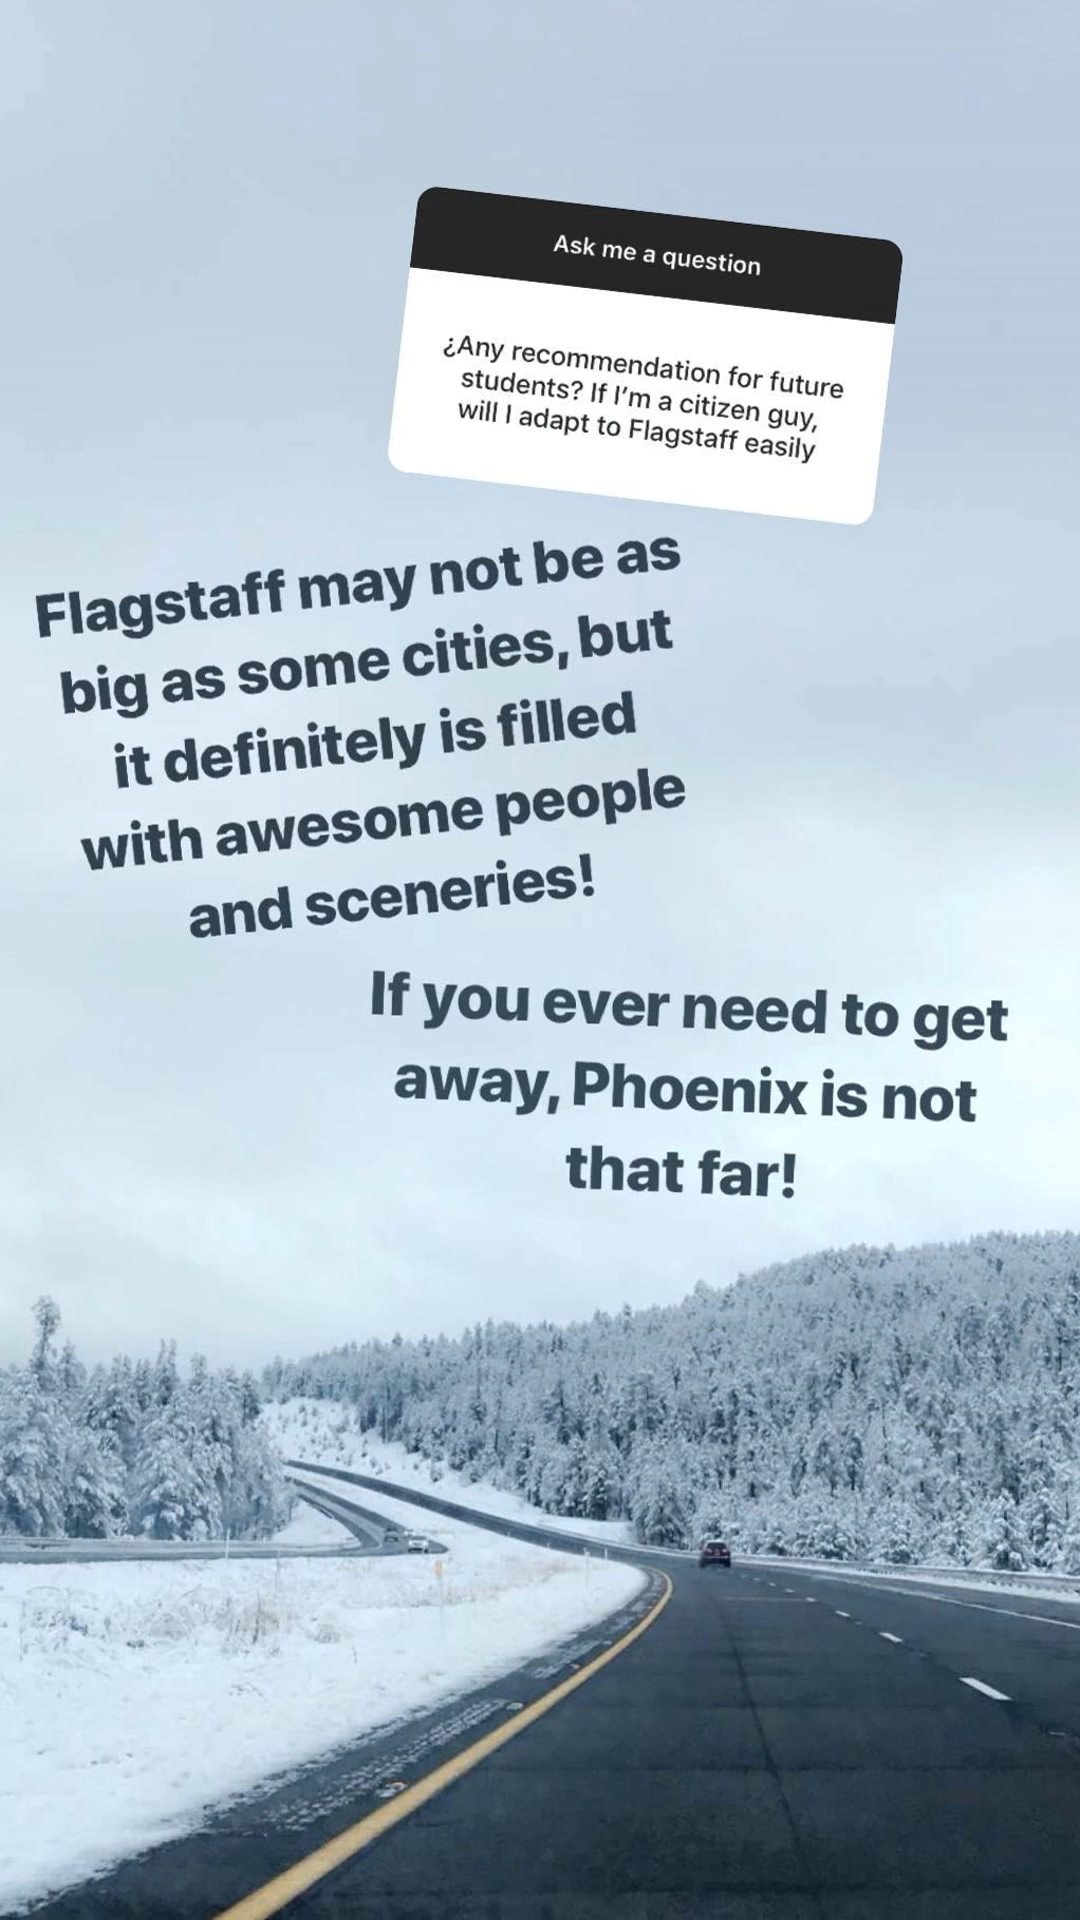 Ask me a question
¿Any recommendation for future
students? If I’m a citizen guy,
will I adapt to Flagstaff easily
Flagstaff may not be as
big as some cities, but
it definitely is filled
with awesome people
and sceneries!
If you ever need to get
away, Phoenix is not
that far!